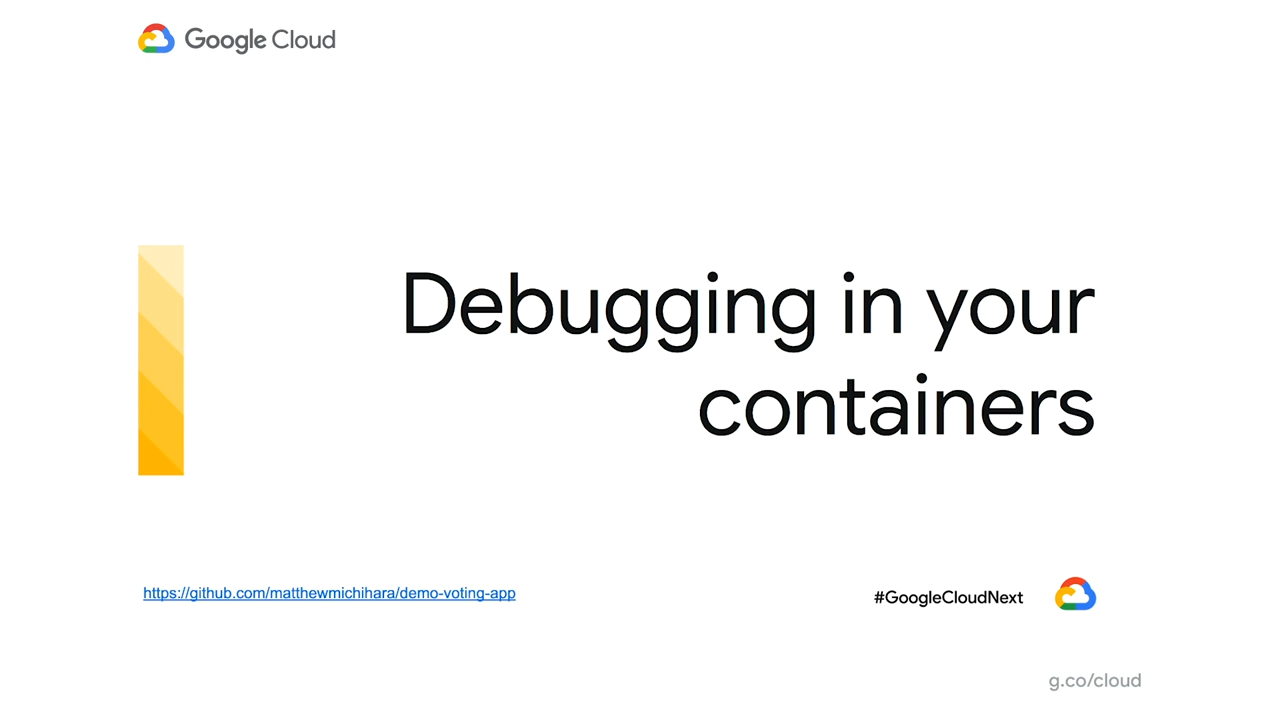 Google Cloud
Debugging in your
containers
https://github.com/matthewmichihara/demo-voting-app
#GoogleCloudNext
g.co/cloud